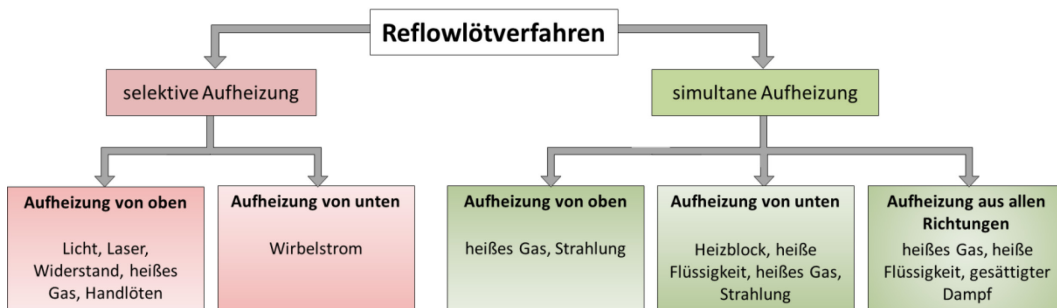 Reflowlötverfahren
selektive Aufheizung
simultane Aufheizung
Aufheizung von oben
Licht, Laser,
Widerstand, heißes
Gas, Handlöten
Aufheizung von unten
Wirbelstrom
Aufheizung von oben
heißes Gas, Strahlung
Aufheizung von unten
Heizblock, heiße
Flüssigkeit, heißes Gas,
Strahlung
Aufheizung aus allen
Richtungen
heißes Gas, heiße
Flüssigkeit, gesättigter
Dampf